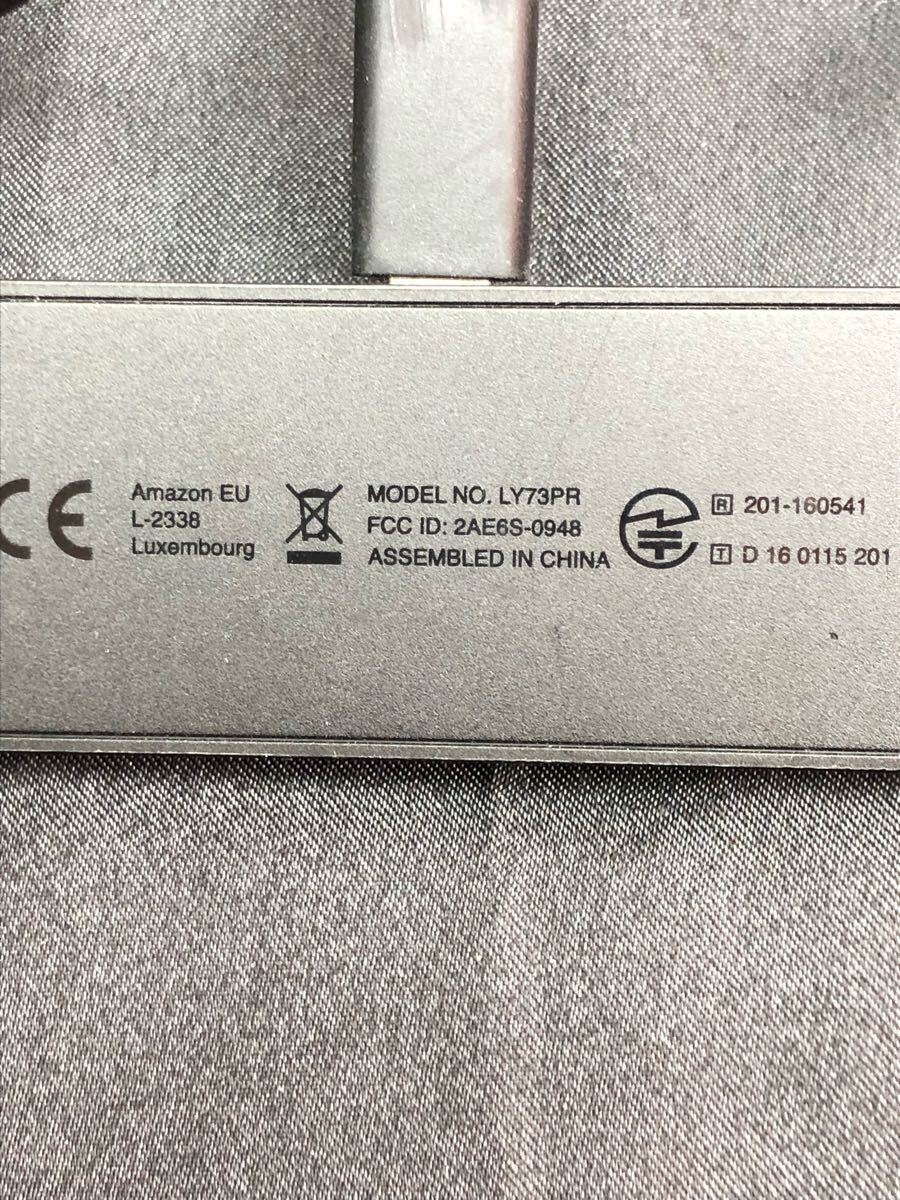 CE
Amazon EU
L-2338
Luxembourg
MODEL NO. LY73PR
FCC ID: 2AE6S-0948
ASSEMBLED IN CHINA
R 201-160541
T D 16 0115 201